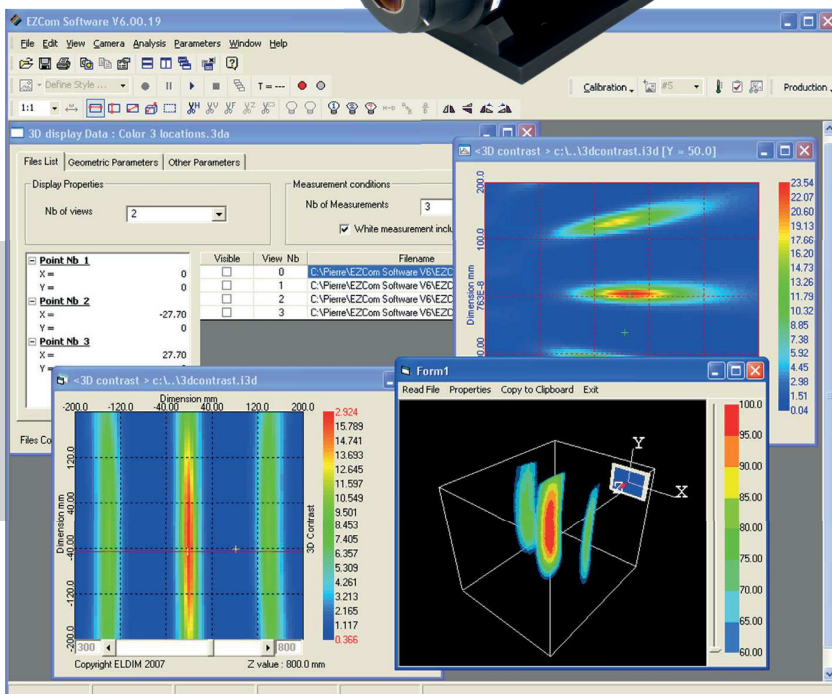 EZCom Software V6.00.19
File Edit View Camera Analysis Parameters Window Help
Define Style ... T = --- Calibration #5 Production
1:1
3D display Data : Color 3 locations.3da
Files List Geometric Parameters Other Parameters
Display Properties
Nb of views 2
Measurement conditions
Nb of Measurements 3
White measurement inclu
Point Nb 1
X = 0
Y = 0
Point Nb 2
X = -27.70
Y = 0
Point Nb 3
X = 27.70
Y =
Visible View Nb Filename
0 C:\Pierre\EZCom Software V6\EZC
1 C:\Pierre\EZCom Software V6\EZC
2 C:\Pierre\EZCom Software V6\EZC
3 C:\Pierre\EZCom Software V6\EZC
Files Co
<3D contrast > c:\..\3dcontrast.i3d [Y = 50.0]
200.0
100.0
763E-8
00.00
Dimension mm
23.54
22.07
20.60
19.13
17.66
16.20
14.73
13.26
11.79
10.32
8.85
7.38
5.92
4.45
2.98
1.51
0.04
<3D contrast > c:\..\3dcontrast.i3d
Dimension mm
-200.0 -120.0 -40.00 40.00 120.0 200.0
120.0
40.00
-40.00
-120.0
-200.0
Dimension mm
2.924
15.789
14.741
13.693
12.645
11.597
10.549
9.501
8.453
7.405
6.357
5.309
4.261
3.213
2.165
1.117
0.366
3D Contrast
300 800
Copyright ELDIM 2007 Z value : 800.0 mm
Form1
Read File Properties Copy to Clipboard Exit
Y
X
Z
100.0
95.00
90.00
85.00
80.00
75.00
70.00
65.00
60.00